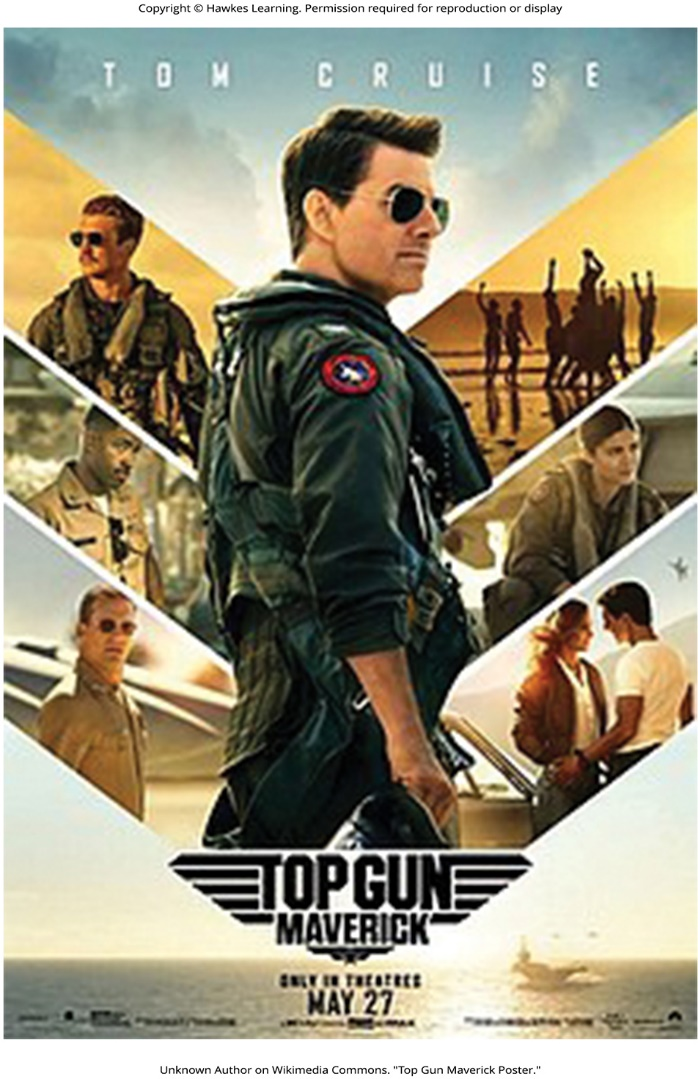 Copyright © Hawkes Learning. Permission required for reproduction or display
TOM CRUISE
TOP GUN
MAVERICK
ONLY IN THEATRES
MAY 27
Unknown Author on Wikimedia Commons. "Top Gun Maverick Poster."